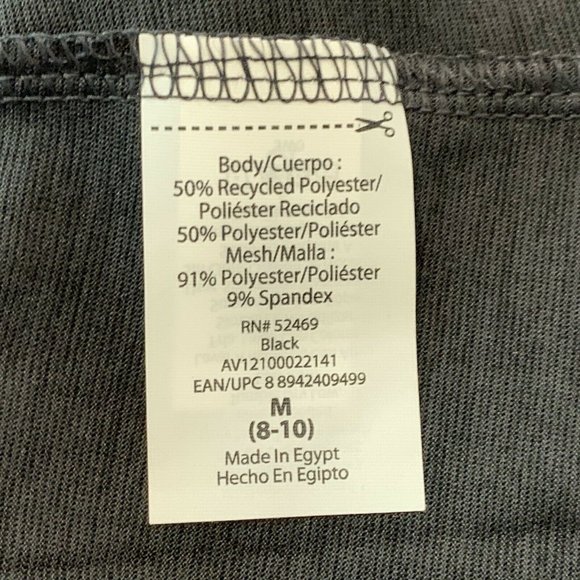 Body/Cuerpo :
50% Recycled Polyester/
Poliéster Reciclado
50% Polyester/Poliéster
Mesh/Malla :
91% Polyester/Poliéster
9% Spandex
RN# 52469
Black
AV12100022141
EAN/UPC 8 8942409499
M
(8-10)
Made In Egypt
Hecho En Egipto